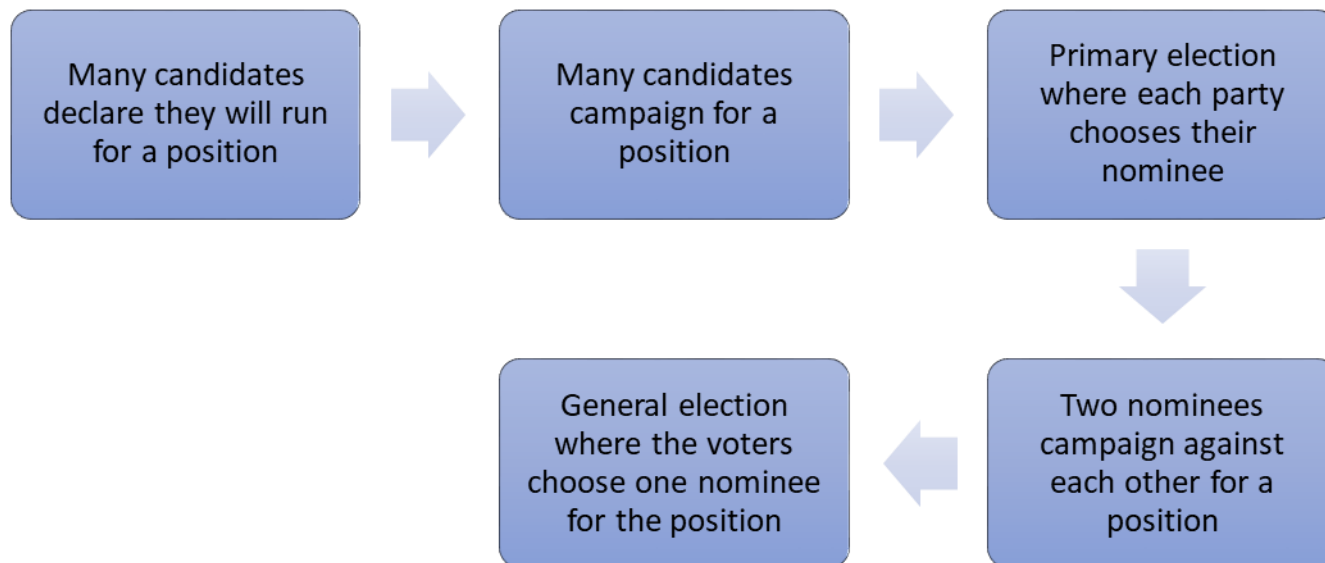 Many candidates
declare they will run
for a position
Many candidates
campaign for a
position
Primary election
where each party
chooses their
nominee
Two nominees
campaign against
each other for a
position
General election
where the voters
choose one nominee
for the position